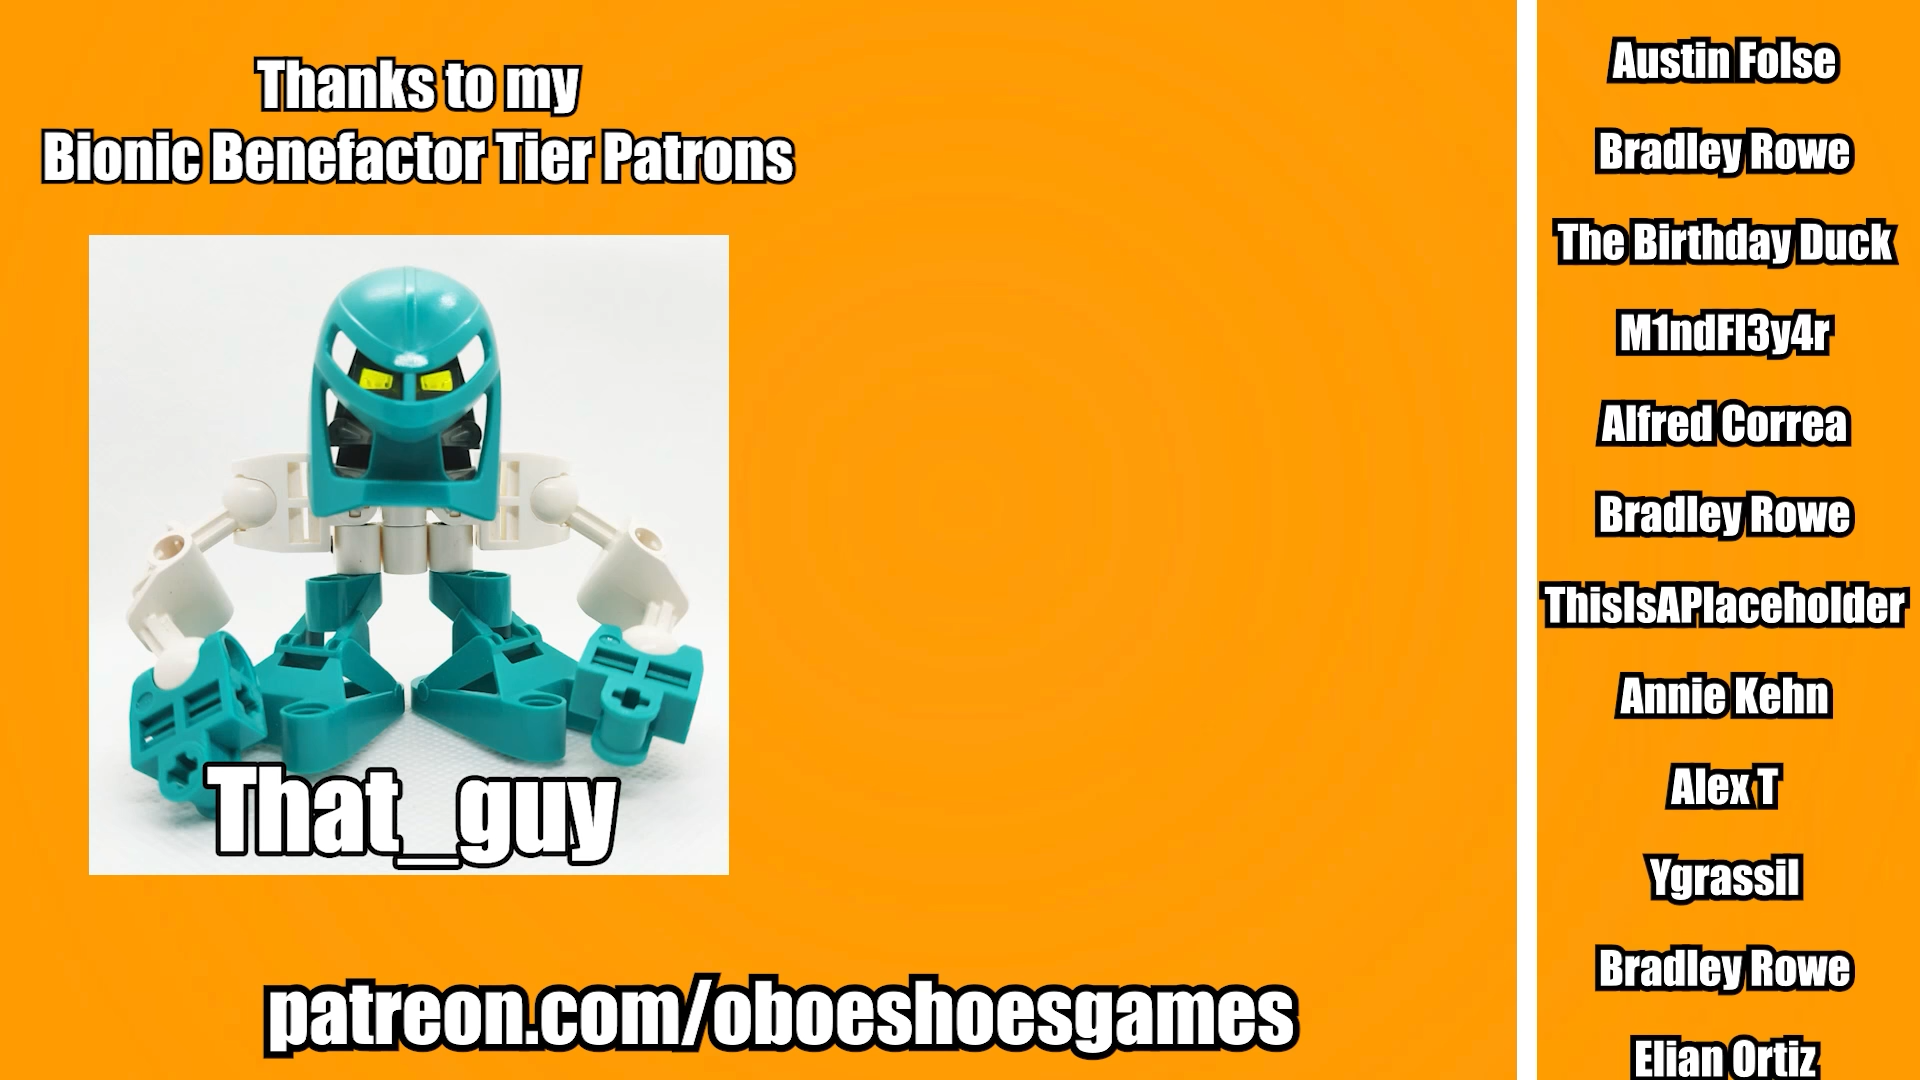 Thanks to my
Bionic Benefactor Tier Patrons
That_guy
patreon.com/oboeshoesgames
Austin Folse
Bradley Rowe
The Birthday Duck
M1ndFl3y4r
Alfred Correa
Bradley Rowe
ThisIsAPlaceholder
Annie Kehn
Alex T
Ygrassil
Bradley Rowe
Elian Ortiz